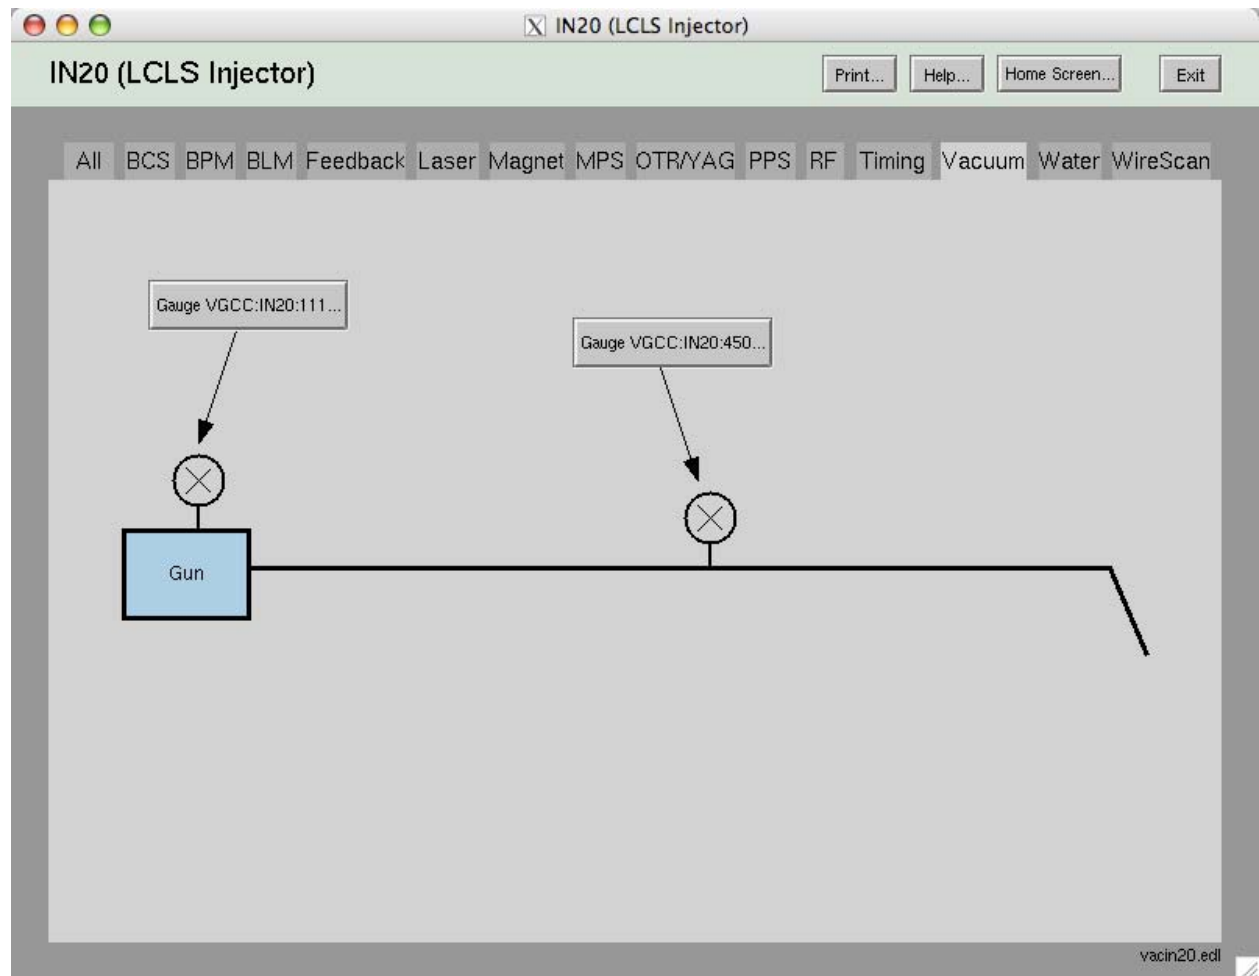 X IN20 (LCLS Injector)
IN20 (LCLS Injector) Print... Help... Home Screen... Exit
All BCS BPM BLM Feedback Laser Magnet MPS OTR/YAG PPS RF Timing Vacuum Water WireScan
Gauge VGCC:IN20:111...
Gauge VGCC:IN20:450...
Gun
vacin20.edl